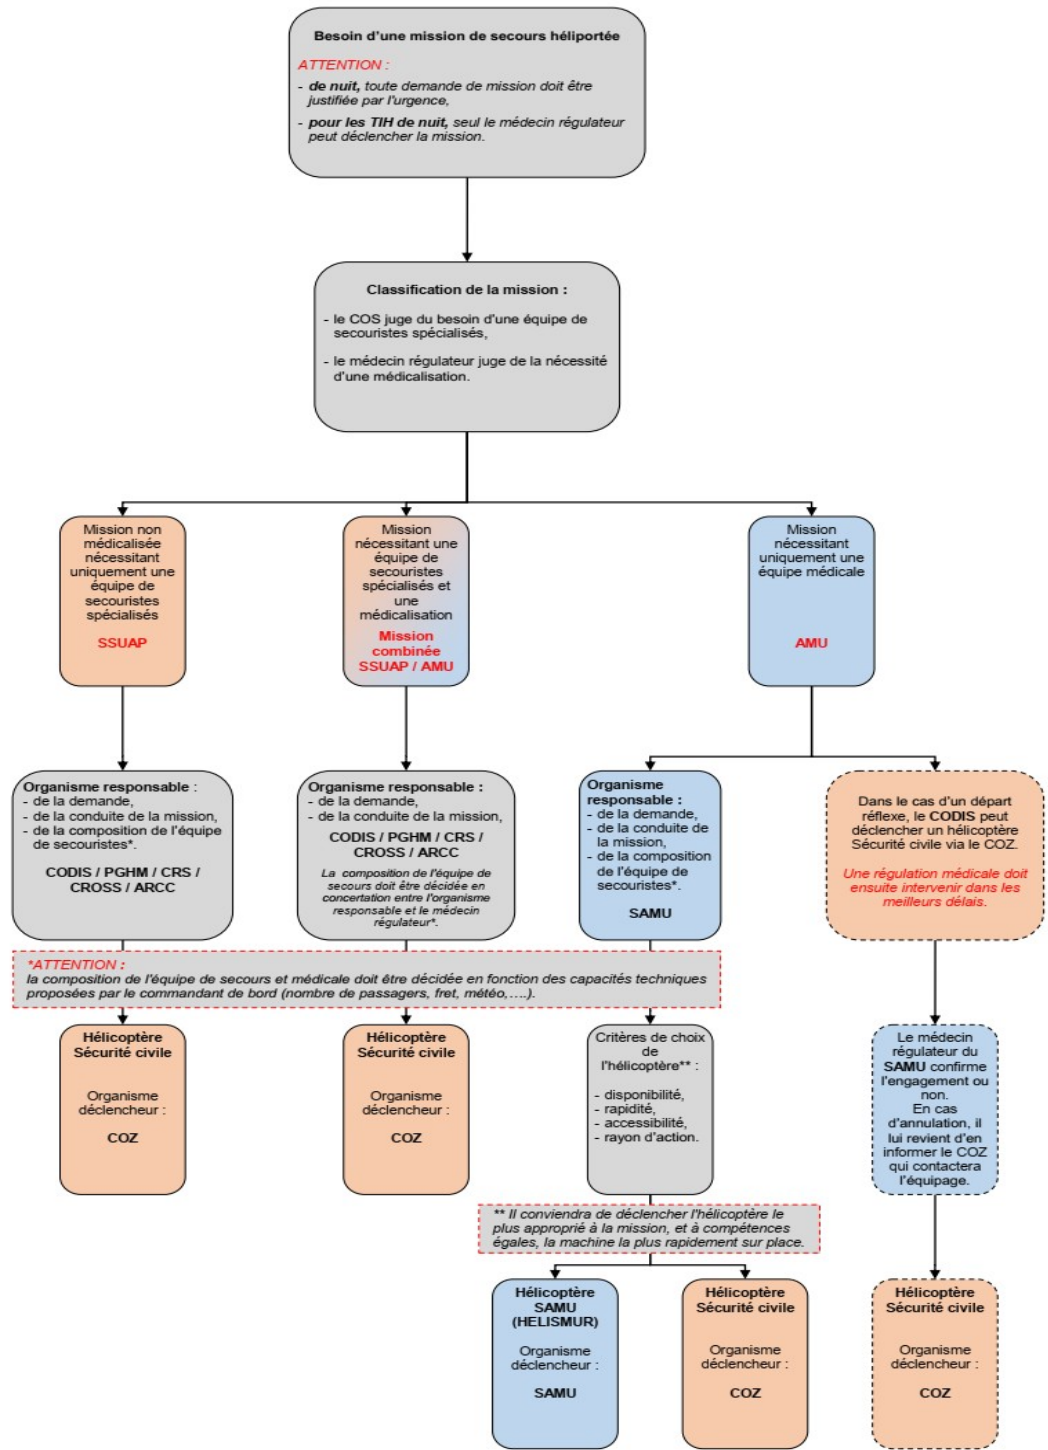 Besoin d'une mission de secours héliportée
ATTENTION :
- de nuit, toute demande de mission doit être
justifiée par l'urgence,
- pour les TIH de nuit, seul le médecin régulateur
peut déclencher la mission.
Classification de la mission :
- le COS juge du besoin d'une équipe de
secouristes spécialisés,
- le médecin régulateur juge de la nécessité
d'une médicalisation.
Mission non
médicalisée
nécessitant
uniquement une
équipe de
secouristes
spécialisés
SSUAP
Mission
nécessitant une
équipe de
secouristes
spécialisés et
une
médicalisation
Mission
combinée
SSUAP / AMU
Mission
nécessitant
uniquement une
équipe médicale
AMU
Organisme responsable :
- de la demande,
- de la conduite de la mission,
- de la composition de l'équipe
de secouristes*.
CODIS / PGHM / CRS /
CROSS / ARCC
Organisme responsable :
- de la demande,
- de la conduite de la mission,
CODIS / PGHM / CRS /
CROSS / ARCC
La composition de l'équipe de
secours doit être décidée en
concertation entre l'organisme
responsable et le médecin
régulateur*.
Organisme
responsable :
- de la demande,
- de la conduite de
la mission,
- de la composition
de l'équipe de
secouristes*.
SAMU
Dans le cas d'un départ
réflexe, le CODIS peut
déclencher un hélicoptère
Sécurité civile via le COZ.
Une régulation médicale doit
ensuite intervenir dans les
meilleurs délais.
*ATTENTION :
la composition de l'équipe de secours et médicale doit être décidée en fonction des capacités techniques
proposées par le commandant de bord (nombre de passagers, fret, météo,....).
Hélicoptère
Sécurité civile
Organisme
déclencheur :
COZ
Hélicoptère
Sécurité civile
Organisme
déclencheur :
COZ
Critères de choix
de
l'hélicoptère** :
- disponibilité,
- rapidité,
- accessibilité,
- rayon d'action.
Le médecin
régulateur du
SAMU confirme
l'engagement ou
non.
En cas
d'annulation, il
lui revient d'en
informer le COZ
qui contactera
l'équipage.
** Il conviendra de déclencher l'hélicoptère le
plus approprié à la mission, et à compétences
égales, la machine la plus rapidement sur place.
Hélicoptère
SAMU
(HELISMUR)
Organisme
déclencheur :
SAMU
Hélicoptère
Sécurité civile
Organisme
déclencheur :
COZ
Hélicoptère
Sécurité civile
Organisme
déclencheur :
COZ